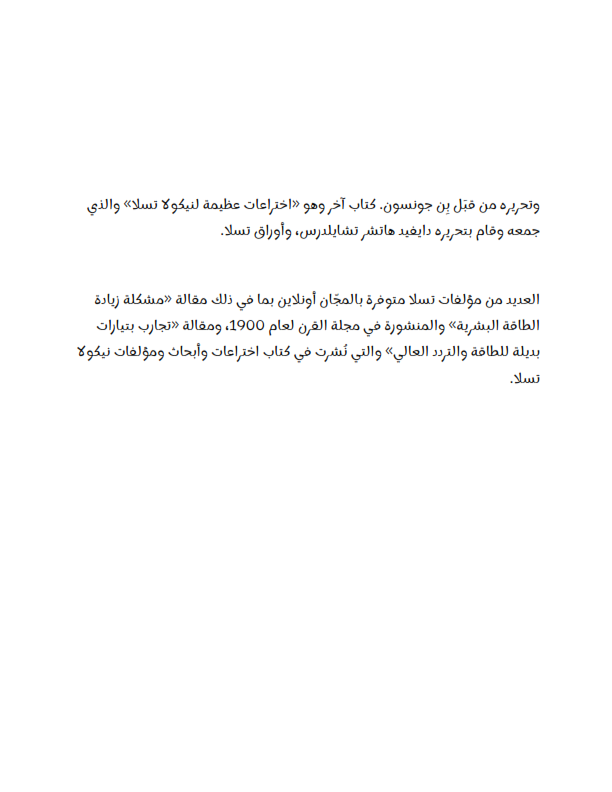 وتحريره من قبَل بِن جونسون. كتاب آخر وهو «اختراعات عظيمة لنيكولا تسلا» والذي
جمعه وقام بتحريره دايفيد هاتشر تشايلدرس، وأوراق تسلا.
العديد من مؤلفات تسلا متوفرة بالمجّان أونلاين بما في ذلك مقالة «مشكلة زيادة
الطاقة البشرية» والمنشورة في مجلة القرن لعام 1900، ومقالة «تجارب بتيارات
بديلة للطاقة والتردد العالي» والتي نُشرت في كتاب اختراعات وأبحاث ومؤلفات نيكولا
تسلا.